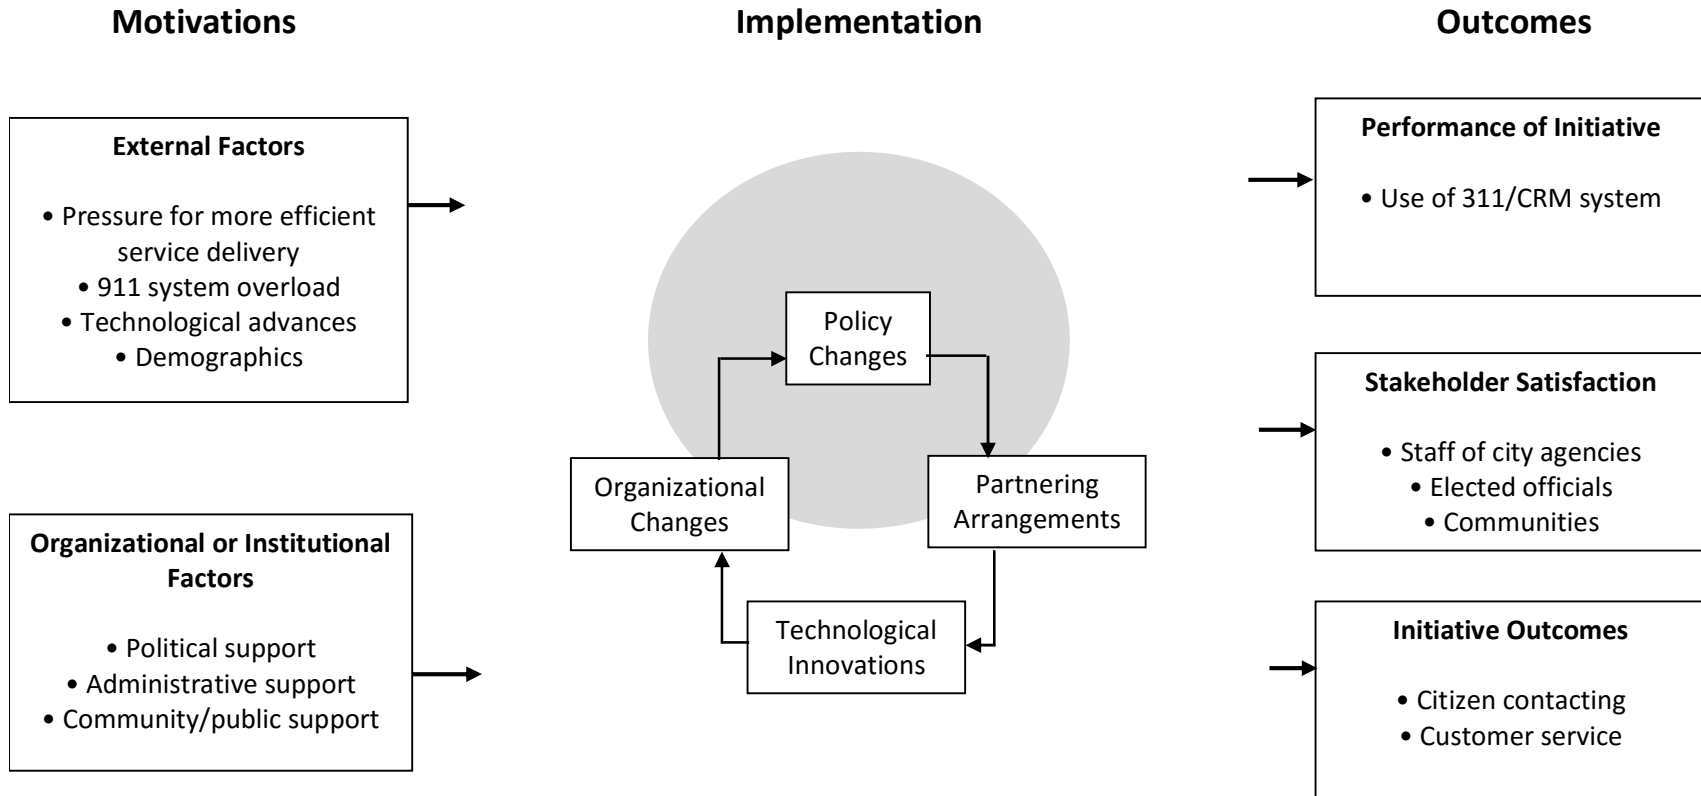 Motivations
Implementation
Outcomes
External Factors
• Pressure for more efficient
service delivery
• 911 system overload
• Technological advances
• Demographics
Organizational or Institutional
Factors
• Political support
• Administrative support
• Community/public support
Policy
Changes
Organizational
Changes
Partnering
Arrangements
Technological
Innovations
Performance of Initiative
• Use of 311/CRM system
Stakeholder Satisfaction
• Staff of city agencies
• Elected officials
• Communities
Initiative Outcomes
• Citizen contacting
• Customer service